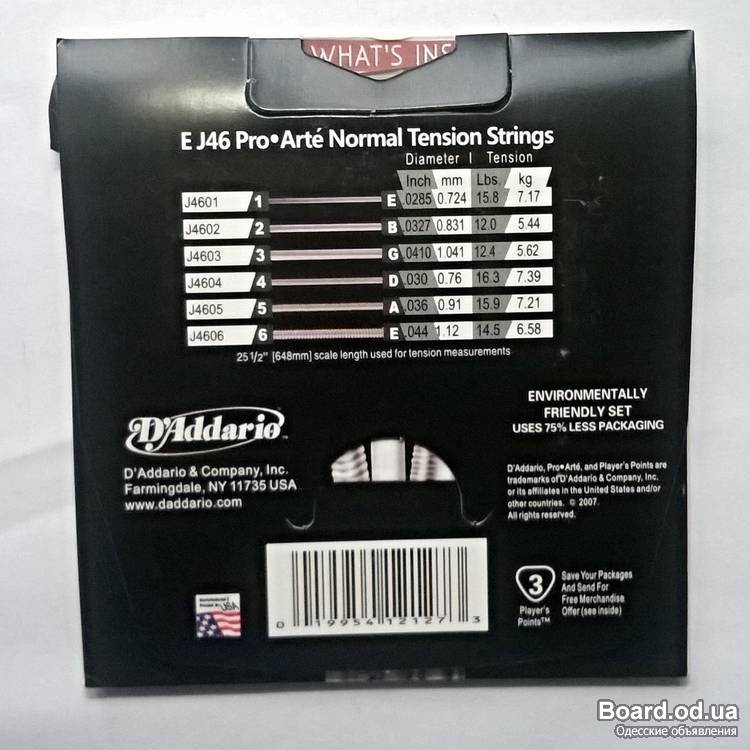 WHAT'S INS
E J46 Pro•Arté Normal Tension Strings
Diameter | Tension
Inch mm Lbs. kg
J4601 1 E .0285 0.724 15.8 7.17
J4602 2 B .0327 0.831 12.0 5.44
J4603 3 G .0410 1.041 12.4 5.62
J4604 4 D .030 0.76 16.3 7.39
J4605 5 A .036 0.91 15.9 7.21
J4606 6 E .044 1.12 14.5 6.58
25 1/2" [648mm] scale length used for tension measurements
ENVIRONMENTALLY
FRIENDLY SET
USES 75% LESS PACKAGING
D'Addario
D'Addario & Company, Inc.
Farmingdale, NY 11735 USA
www.daddario.com
D'Addario, Pro•Arté, and Player's Points are
trademarks of D'Addario & Company, Inc.
or its affiliates in the United States and/or
other countries. © 2007.
All rights reserved.
USA
0 19954 12127 3
3
Player's
Points™
Save Your Packages
And Send For
Free Merchandise
Offer (see inside)
Board.od.ua
Одесские объявления